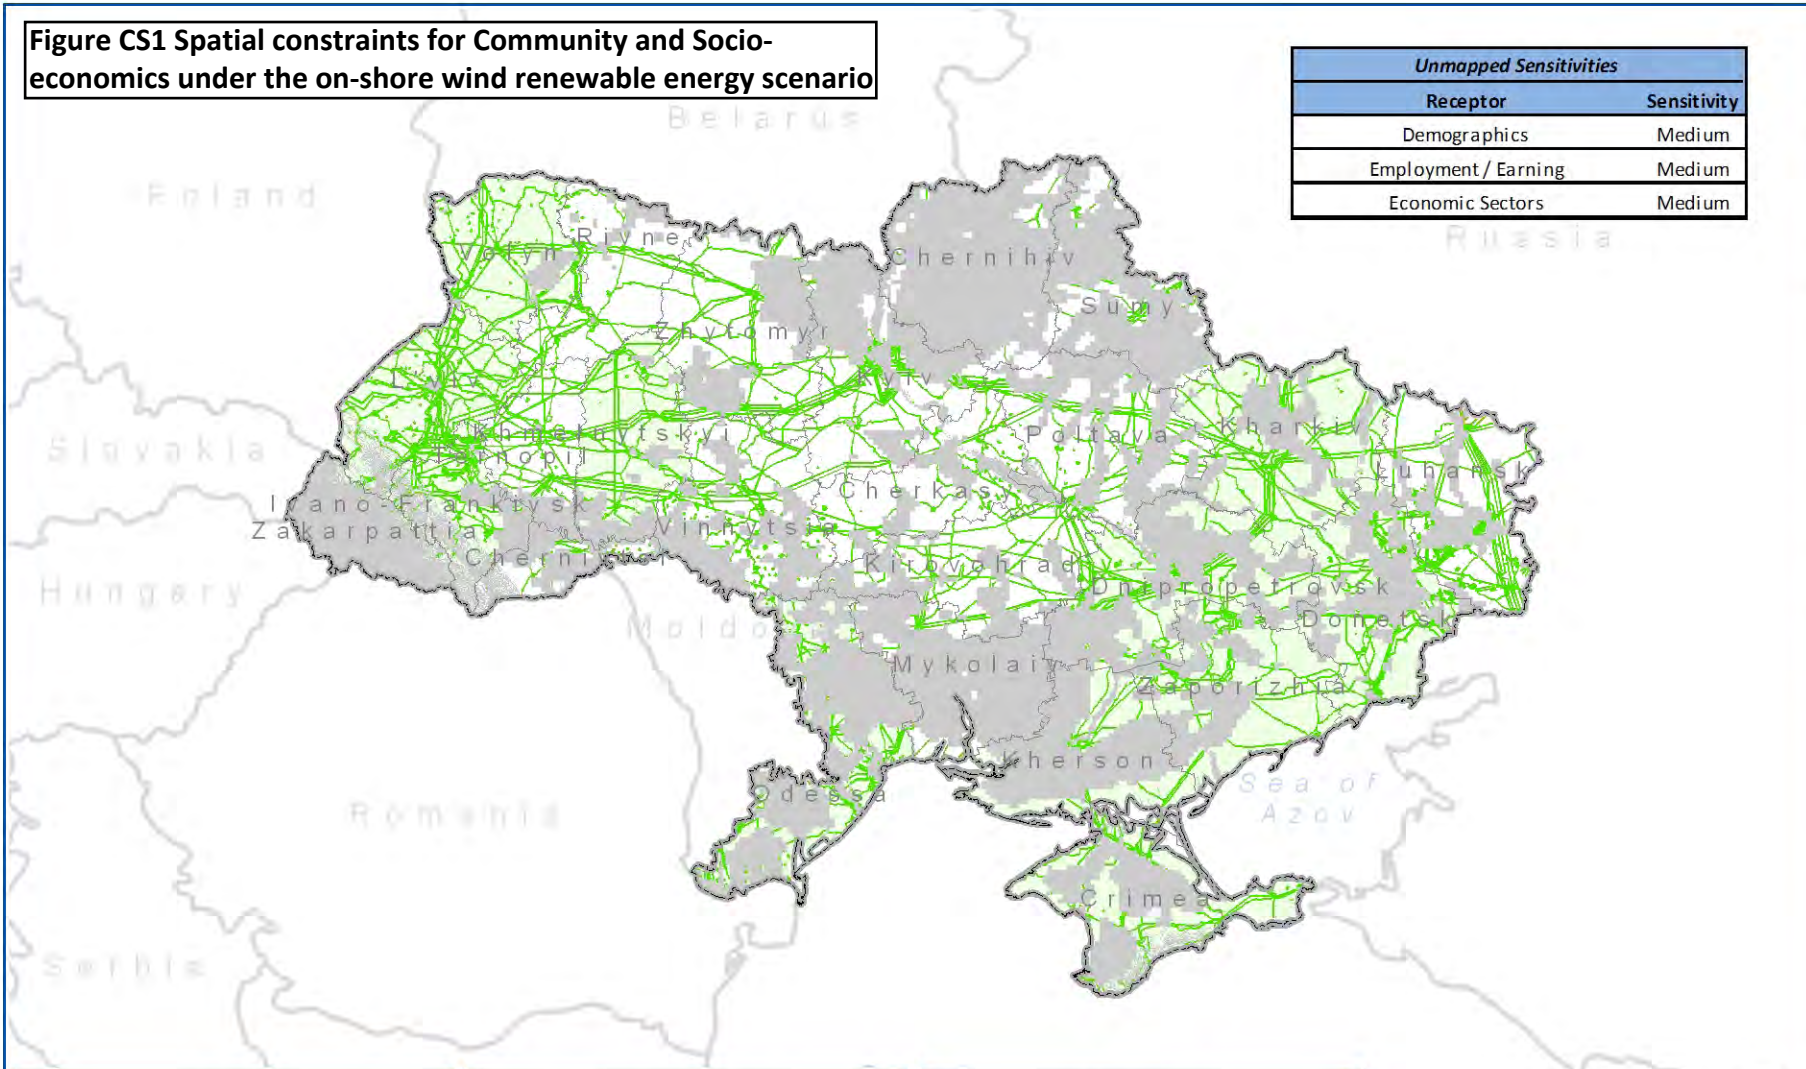 Figure CS1 Spatial constraints for Community and Socio-
economics under the on-shore wind renewable energy scenario
Unmapped Sensitivities
Receptor Sensitivity
Demographics Medium
Employment / Earning Medium
Economic Sectors Medium
Belarus
Poland
Russia
Rivne
Volyn
Chernihiv
Sumy
Zhytomyr
L'viv
Kyiv
Khmelnytskyi
Poltava
Kharkiv
Slovakia
Ternopil
Luhansk
Cherkasy
Ivano-Frankivsk
Zakarpattia
Vinnytsia
Chernivtsi
Kirovohrad
Hungary
Dnipropetrovsk
Donetsk
Mykolaiv
Zaporizhia
Kherson
Sea of
Azov
Odessa
Romania
Crimea
Serbia